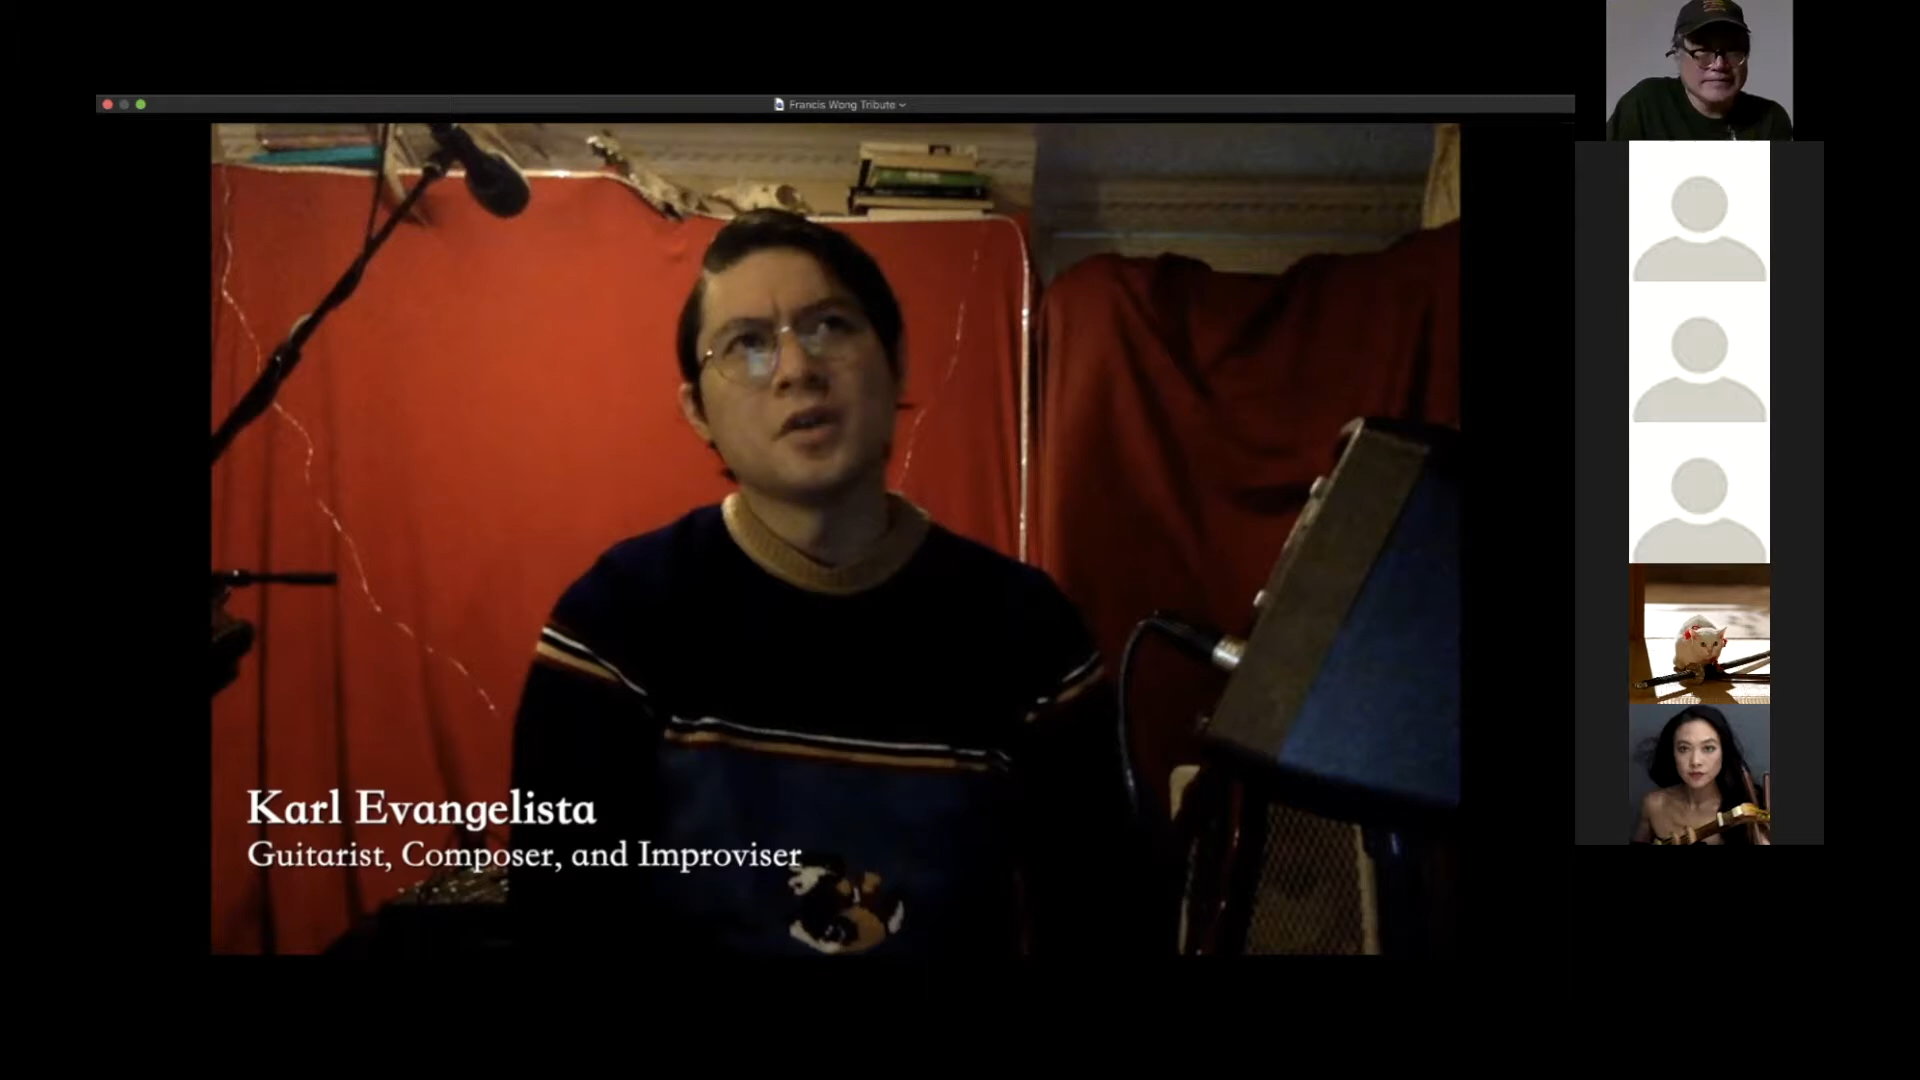 Francis Wong Tribute
Karl Evangelista
Guitarist, Composer, and Improviser